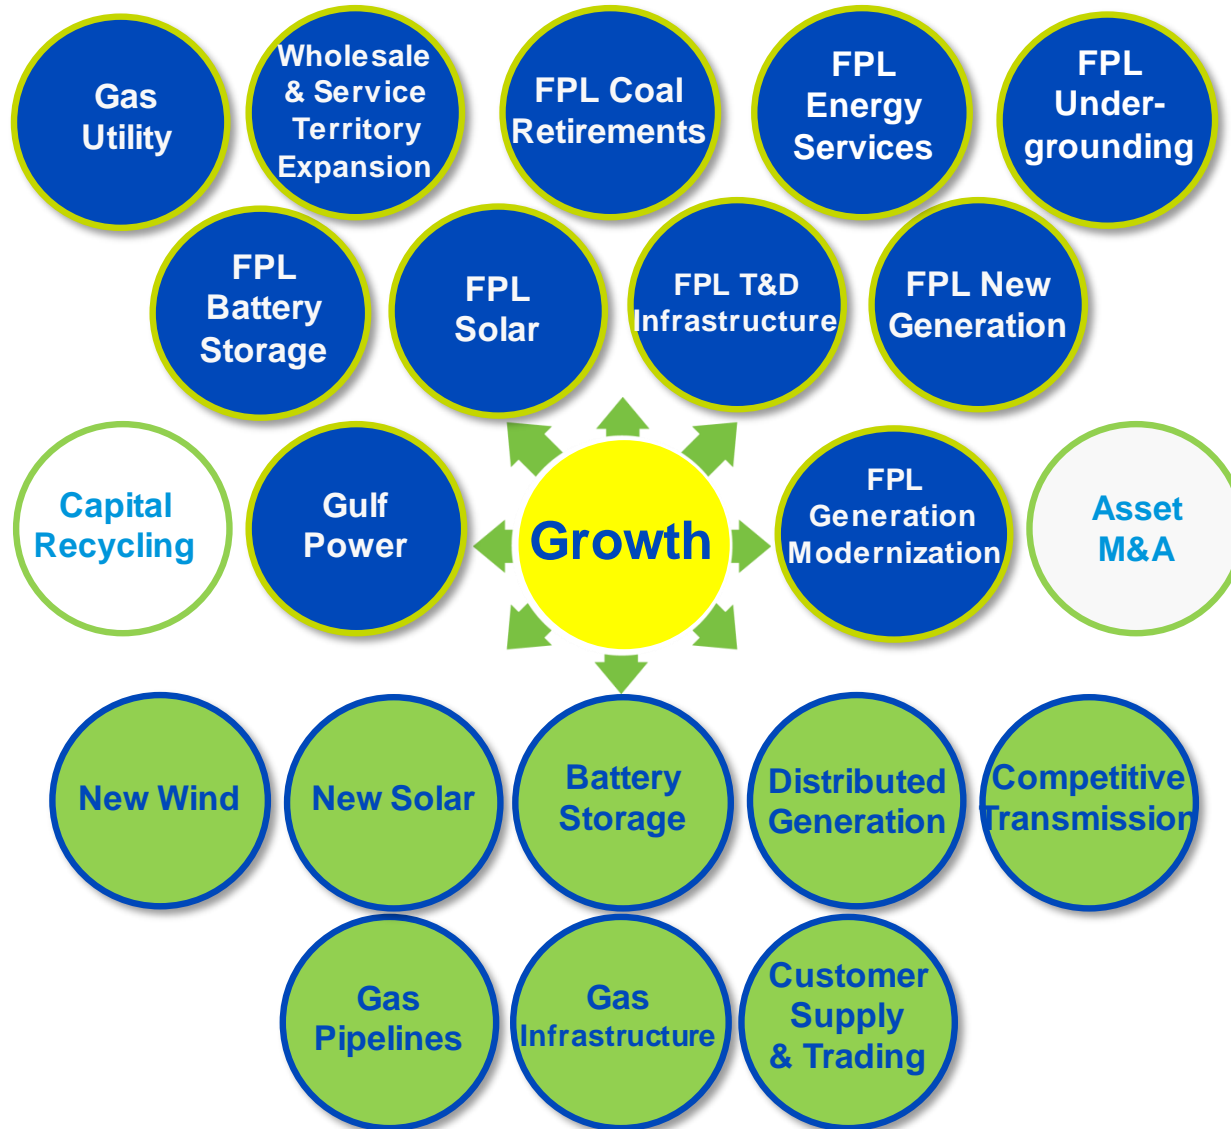 Gas
Utility
Wholesale
& Service
Territory
Expansion
FPL Coal
Retirements
FPL
Energy
Services
FPL
Under-
grounding
FPL
Battery
Storage
FPL
Solar
FPL T&D
Infrastructure
FPL New
Generation
Capital
Recycling
Gulf
Power
Growth
FPL
Generation
Modernization
Asset
M&A
New Wind
New Solar
Battery
Storage
Distributed
Generation
Competitive
Transmission
Gas
Pipelines
Gas
Infrastructure
Customer
Supply
& Trading